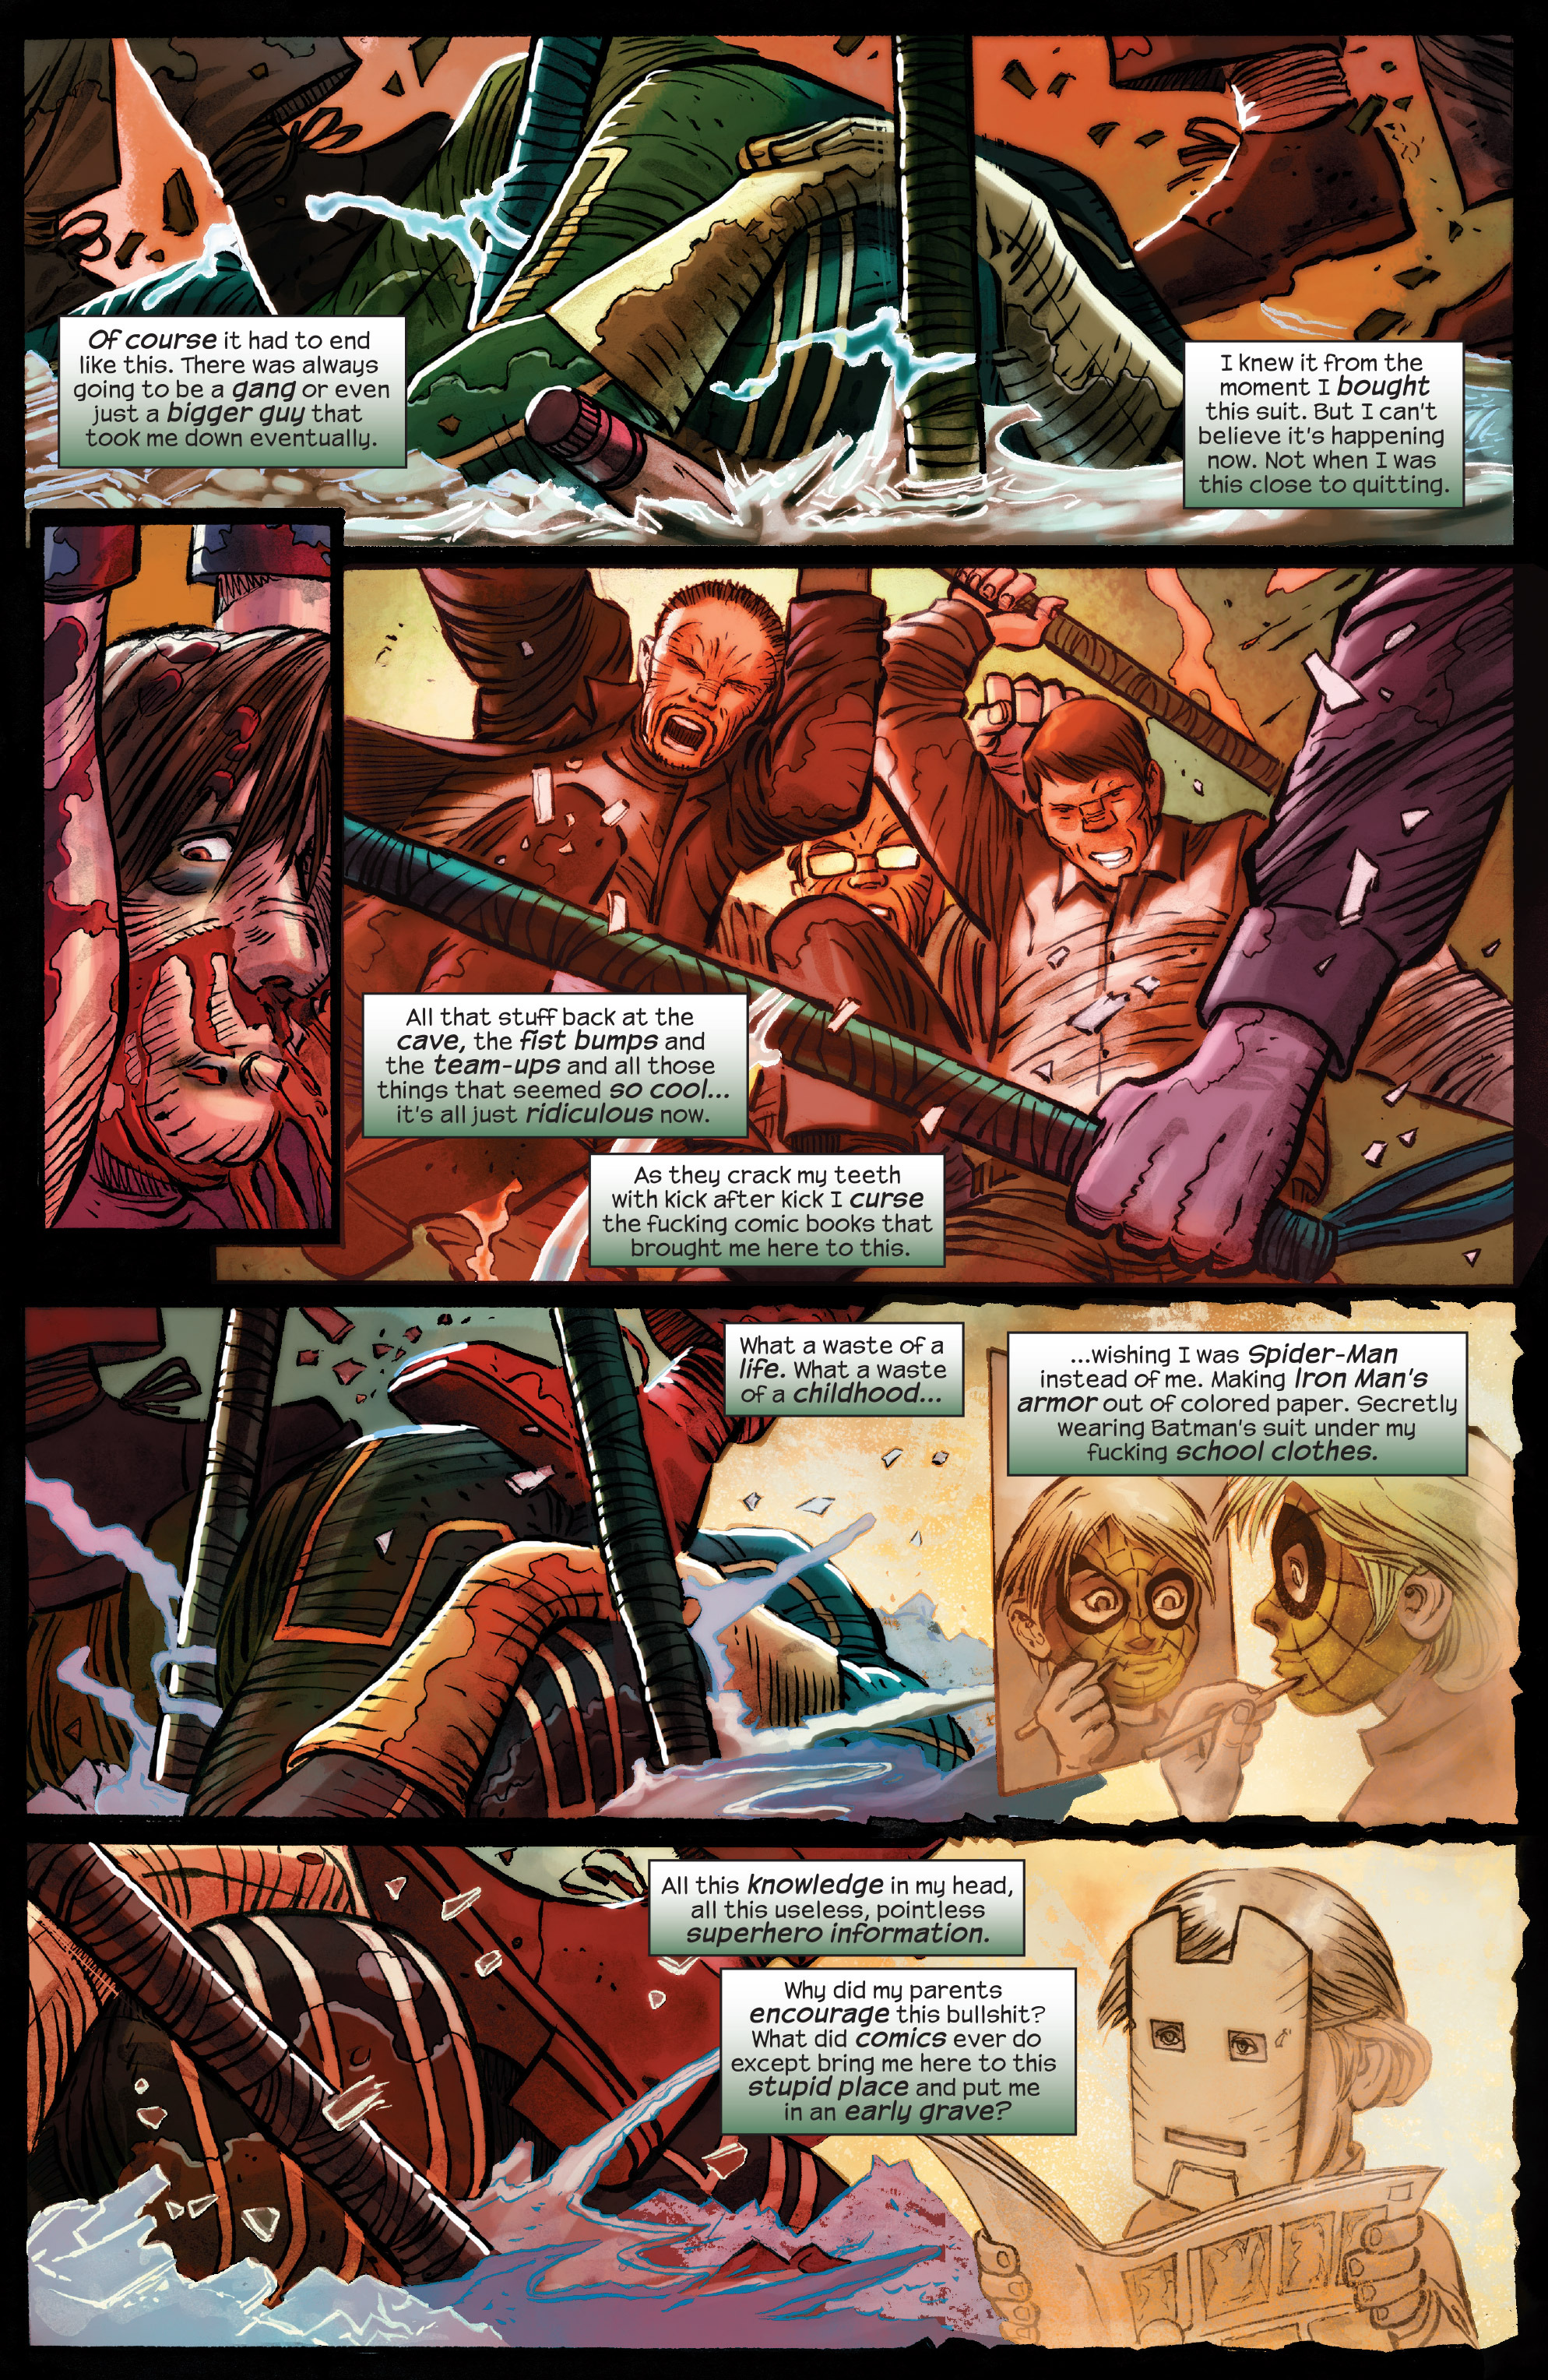 Of course it had to end
like this. There was always
going to be a gang or even
just a bigger guy that
took me down eventually.
I knew it from the
moment I bought
this suit. But I can't
believe it's happening
now. Not when I was
this close to quitting.
All that stuff back at the
cave, the fist bumps and
the team-ups and all those
things that seemed so cool...
it's all just ridiculous now.
As they crack my teeth
with kick after kick I curse
the fucking comic books that
brought me here to this.
What a waste of a
life. What a waste
of a childhood...
...wishing I was Spider-Man
instead of me. Making Iron Man's
armor out of colored paper. Secretly
wearing Batman's suit under my
fucking school clothes.
All this knowledge in my head,
all this useless, pointless
superhero information.
Why did my parents
encourage this bullshit?
What did comics ever do
except bring me here to this
stupid place and put me
in an early grave?